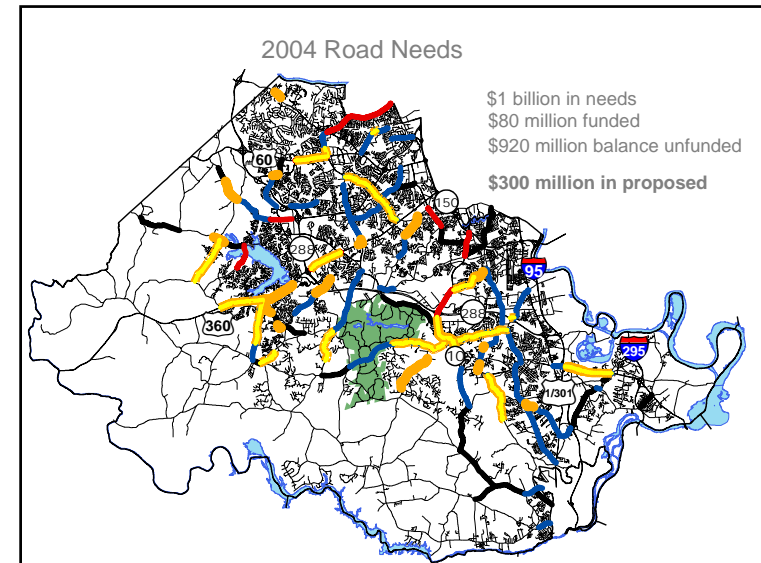 2004 Road Needs
$1 billion in needs
$80 million funded
$920 million balance unfunded
$300 million in proposed
60
150
288
95
360
288
10
295
1/301